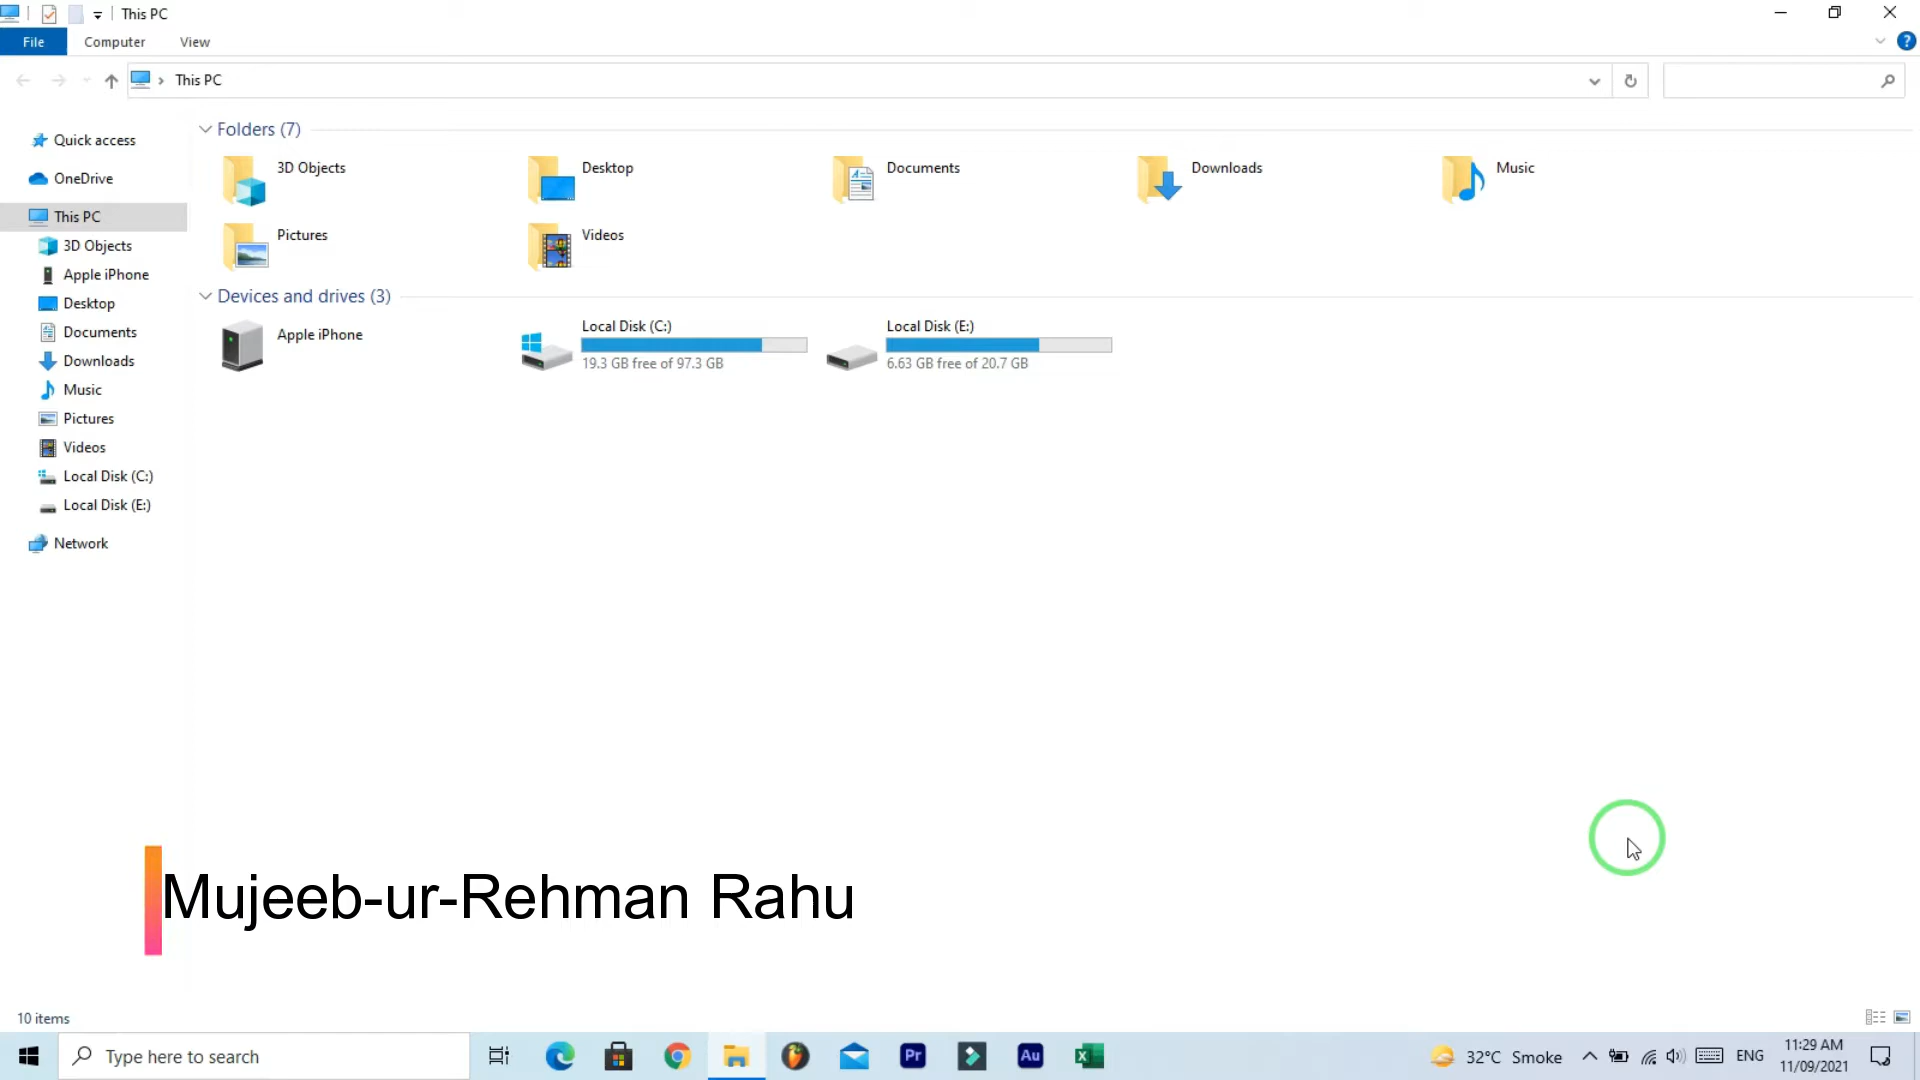 This PC
File Computer View
This PC
Quick access
OneDrive
This PC
3D Objects
Apple iPhone
Desktop
Documents
Downloads
Music
Pictures
Videos
Local Disk (C:)
Local Disk (E:)
Network
Folders (7)
3D Objects
Desktop
Documents
Downloads
Music
Pictures
Videos
Devices and drives (3)
Apple iPhone
Local Disk (C:)
19.3 GB free of 97.3 GB
Local Disk (E:)
6.63 GB free of 20.7 GB
Mujeeb-ur-Rehman Rahu
10 items
Type here to search
Pr
Au
32°C Smoke
ENG
11:29 AM
11/09/2021